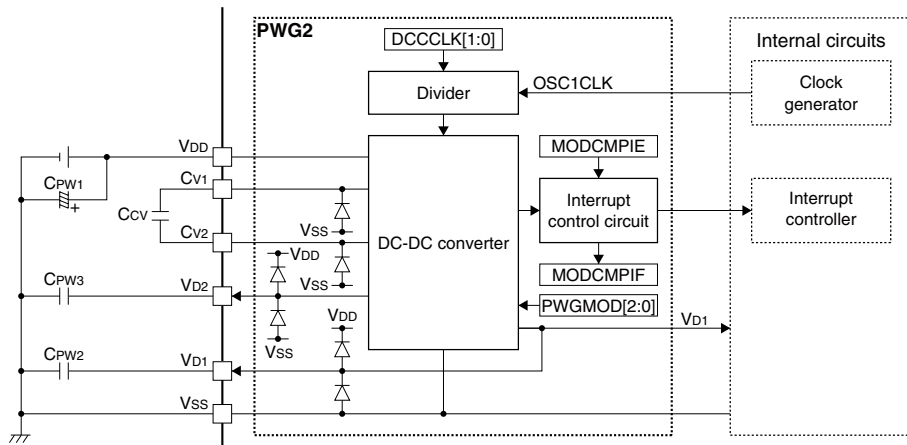 PWG2
DCCCLK[1:0]
Internal circuits
Divider
OSC1CLK
Clock
generator
VDD
CPW1
+
CV1
CCV
CV2
VSS
VDD
VSS
DC-DC converter
MODCMPIE
Interrupt
control circuit
Interrupt
controller
MODCMPIF
CPW3
VD2
VSS
VDD
PWGMOD[2:0]
VD1
CPW2
VD1
VSS